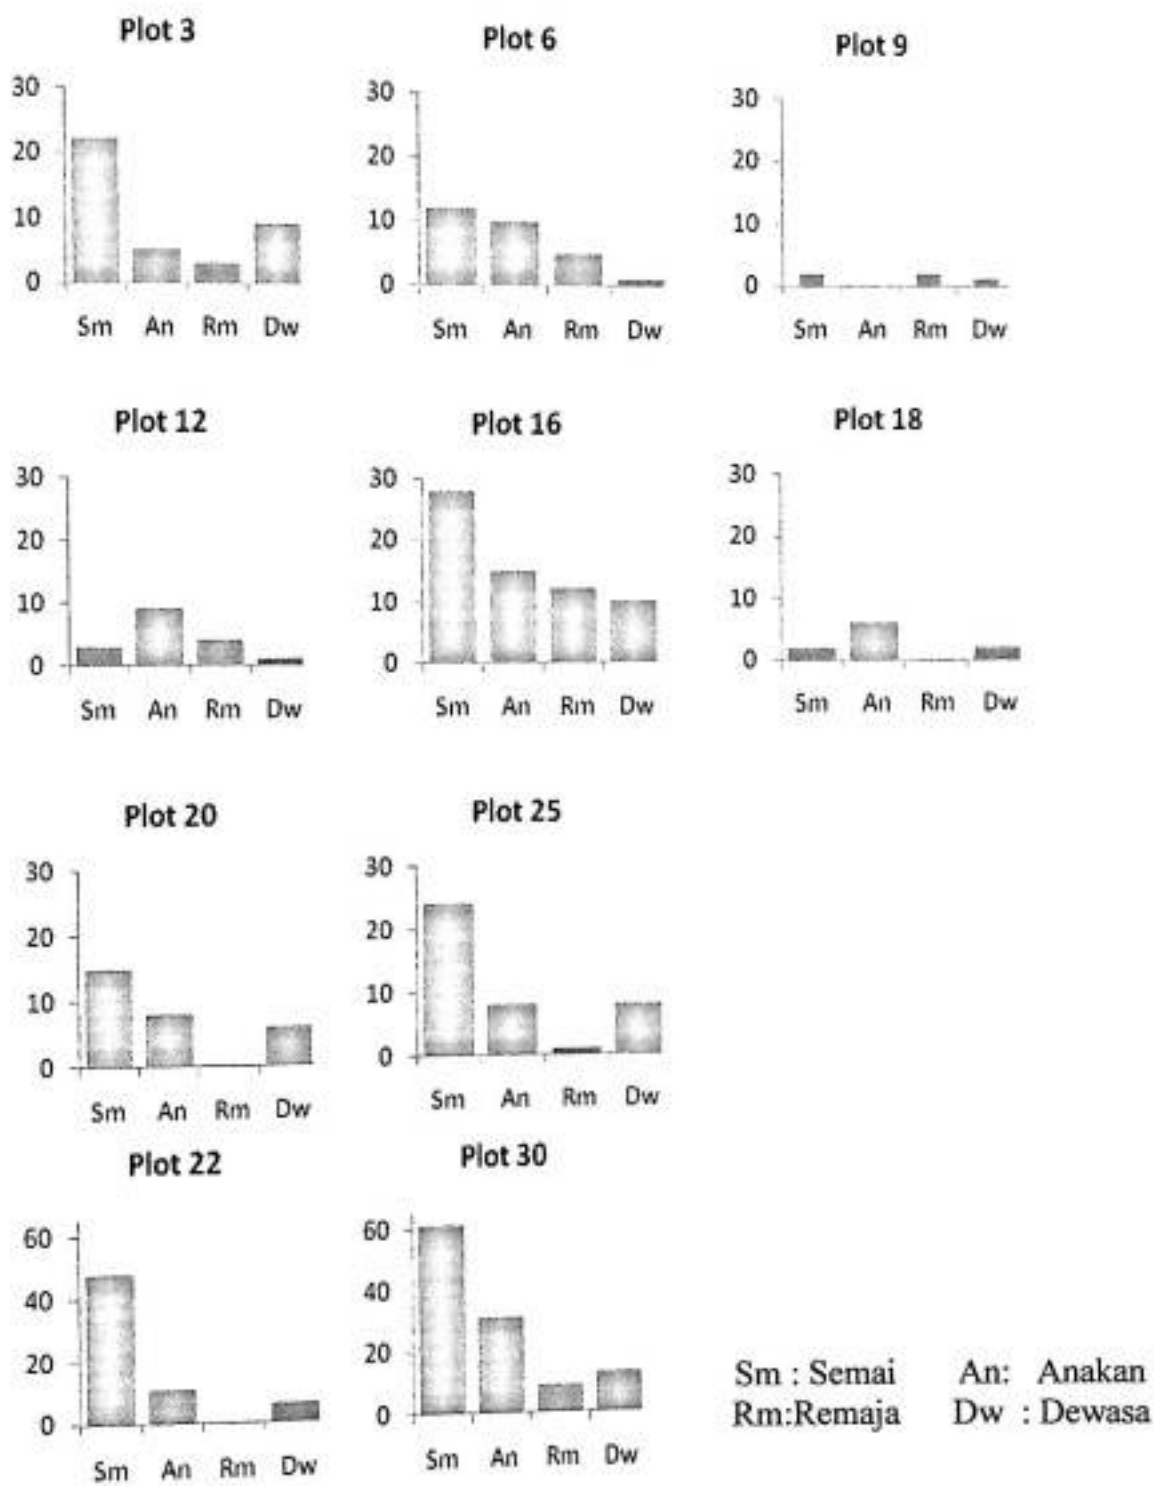 Plot 3
30
20
10
0
Sm An Rm Dw
Plot 6
30
20
10
0
Sm An Rm Dw
Plot 9
30
20
10
0
Sm An Rm Dw
Plot 12
30
20
10
0
Sm An Rm Dw
Plot 16
30
20
10
0
Sm An Rm Dw
Plot 18
30
20
10
0
Sm An Rm Dw
Plot 20
30
20
10
0
Sm An Rm Dw
Plot 25
30
20
10
0
Sm An Rm Dw
Plot 22
60
40
20
0
Sm An Rm Dw
Plot 30
60
40
20
0
Sm An Rm Dw
Sm : Semai An: Anakan
Rm:Remaja Dw : Dewasa